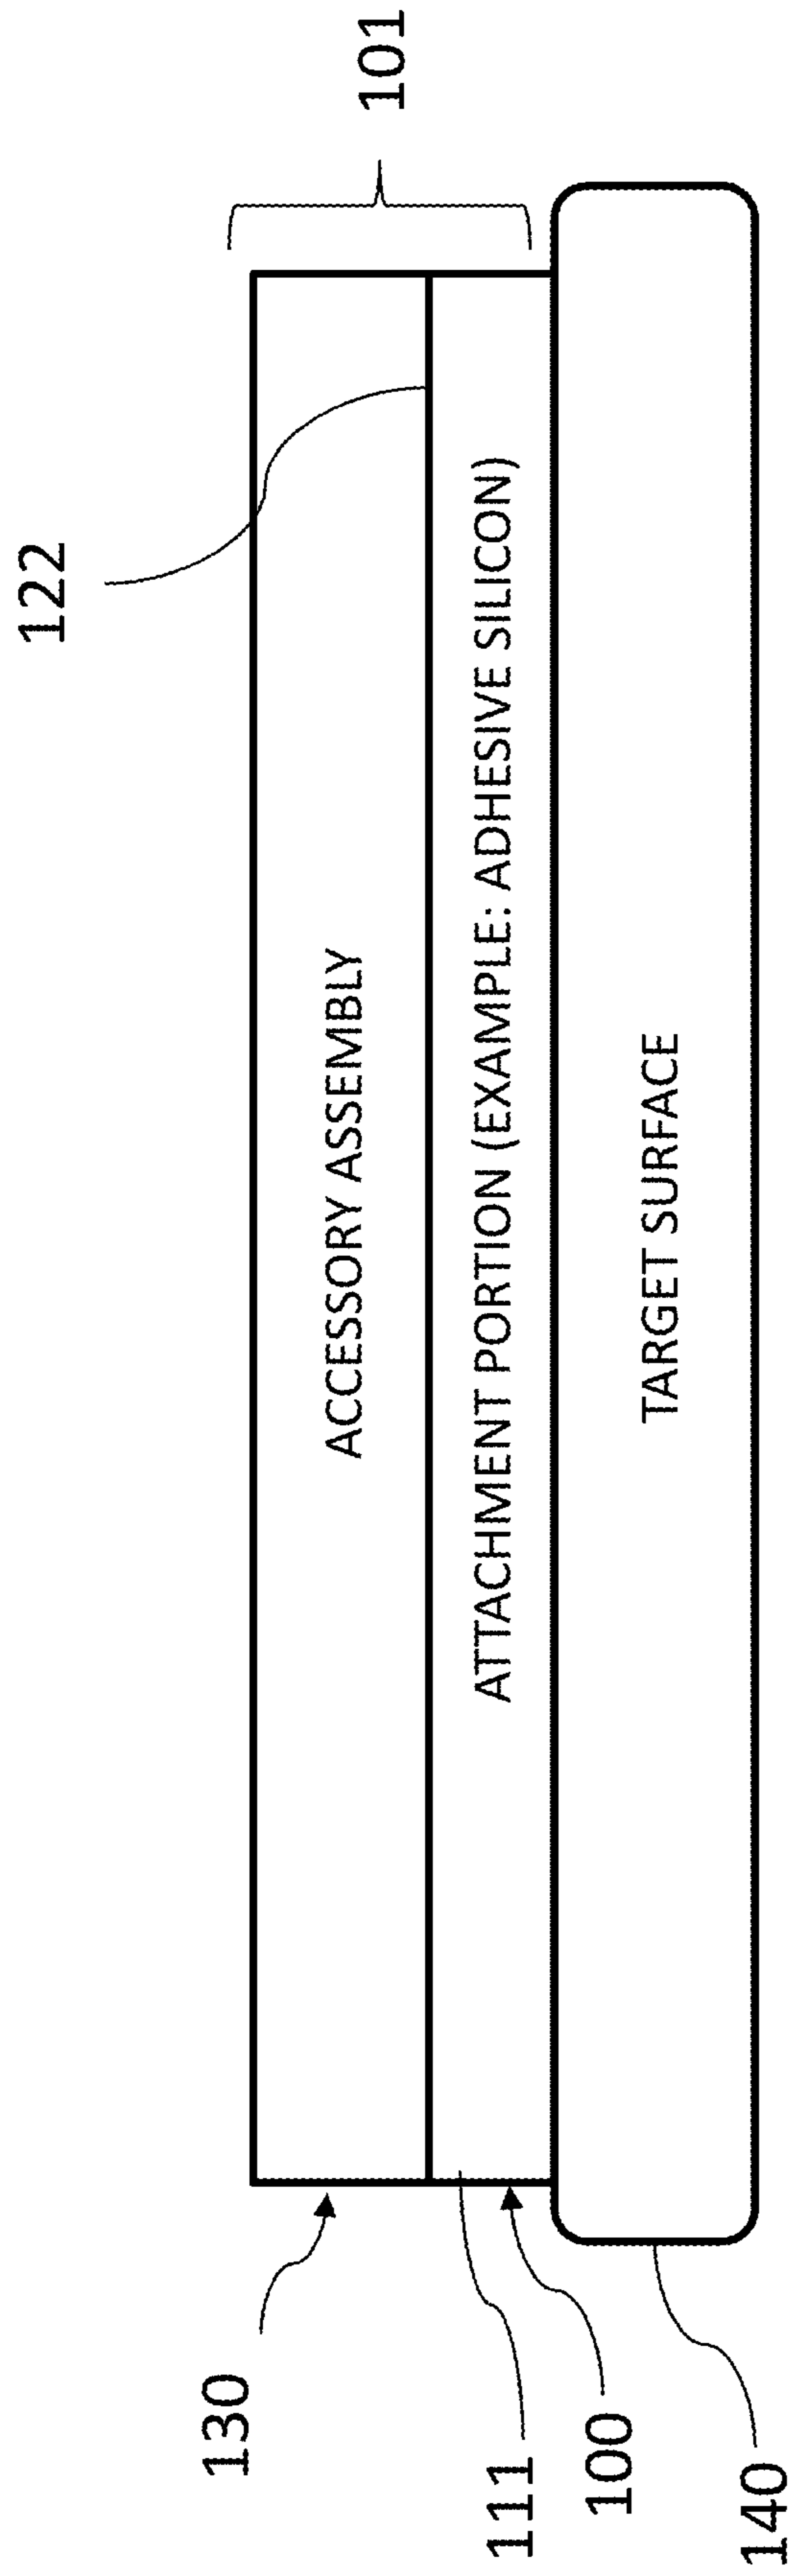 122
101
ACCESSORY ASSEMBLY
ATTACHMENT PORTION (EXAMPLE: ADHESIVE SILICON)
TARGET SURFACE
130
111
100
140